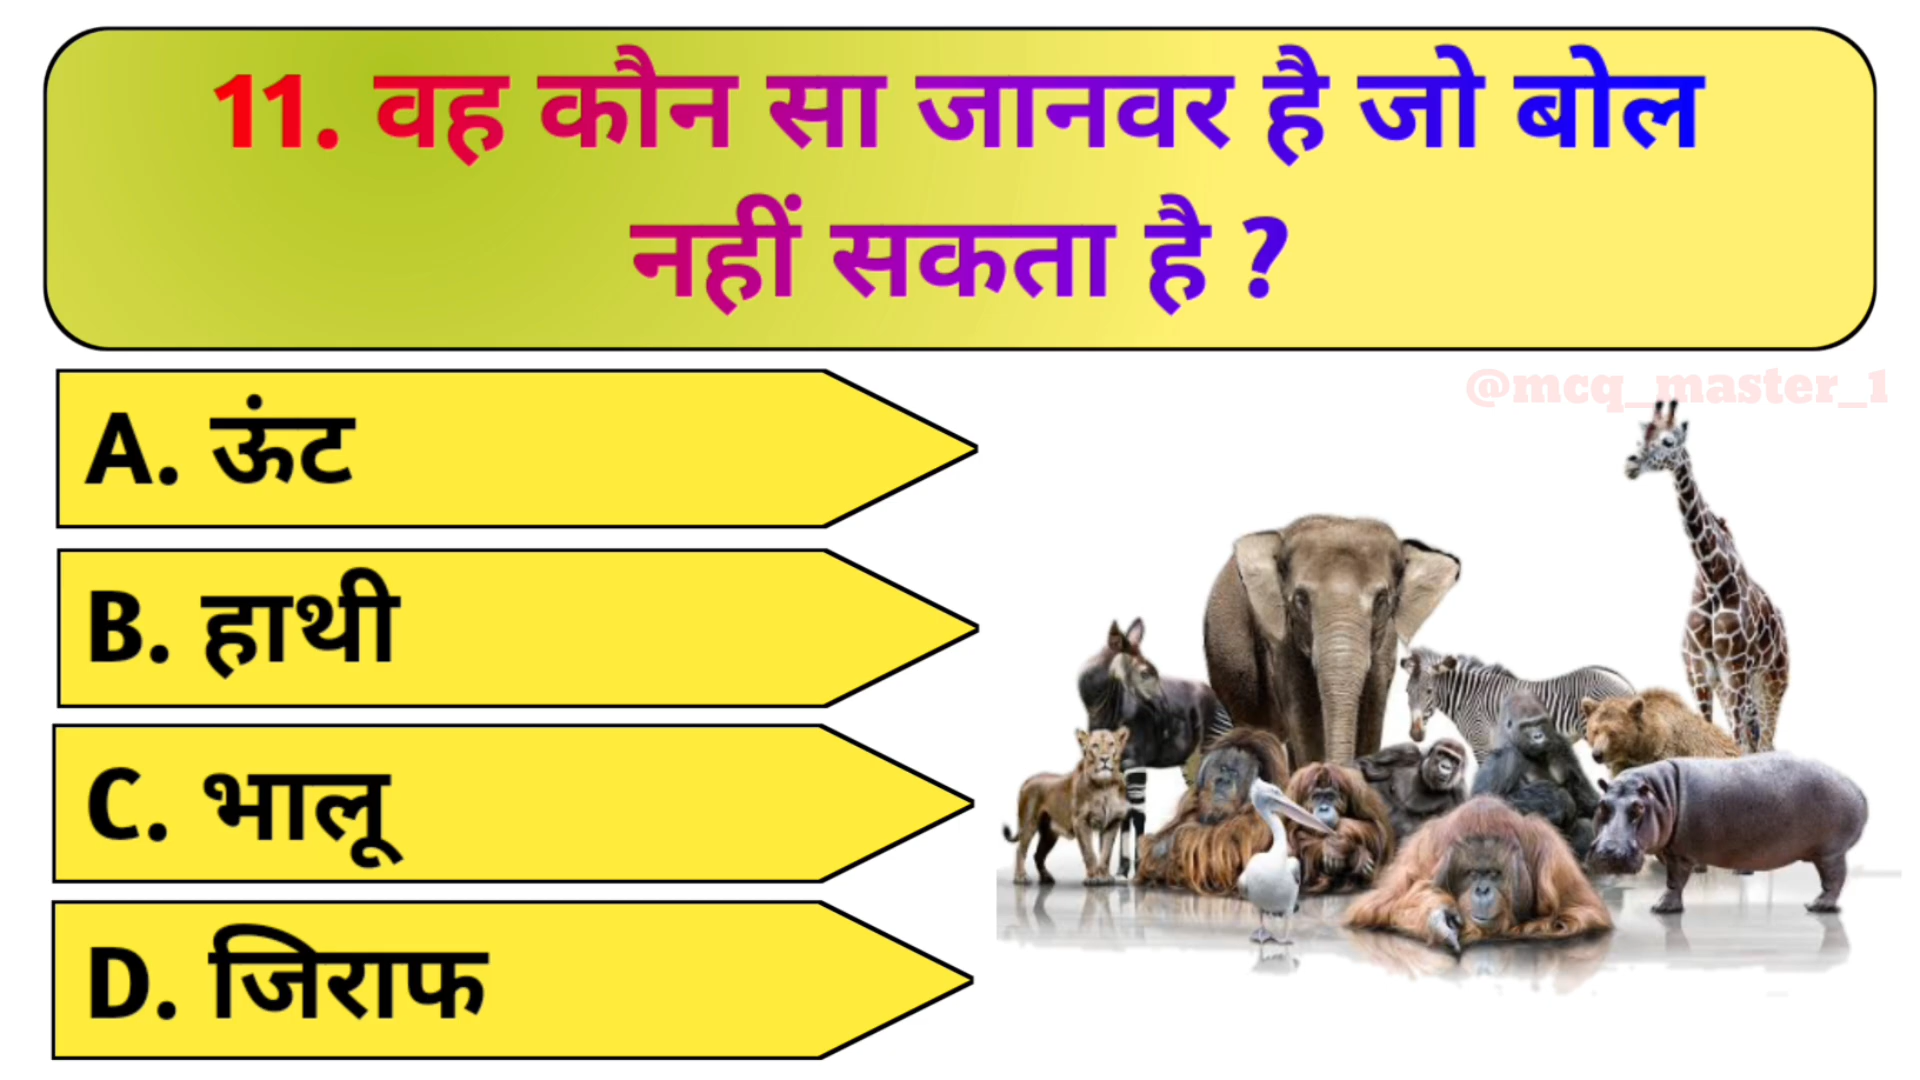 11. वह कौन सा जानवर है जो बोल
नहीं सकता है ?
@mcq_master_1
A. ऊंट
B. हाथी
C. भालू
D. जिराफ